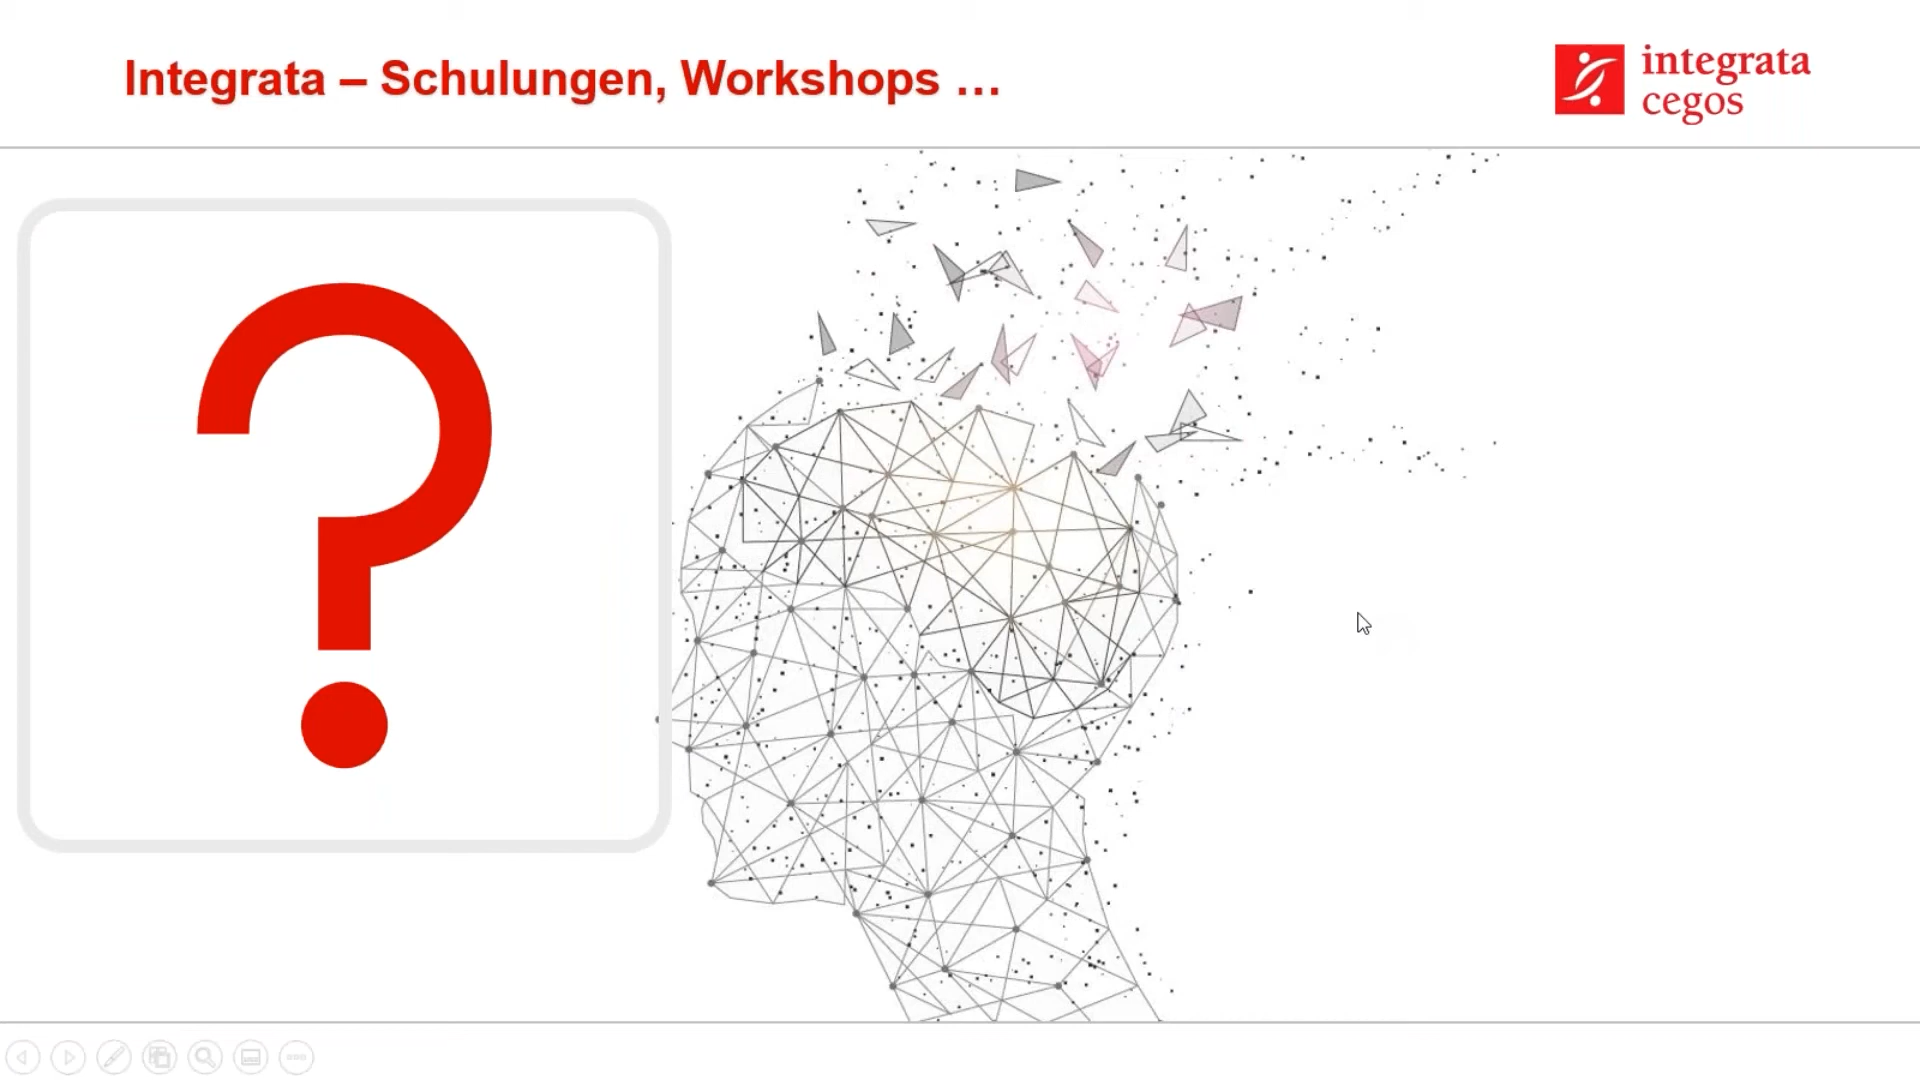 Integrata – Schulungen, Workshops …
integrata
cegos
?